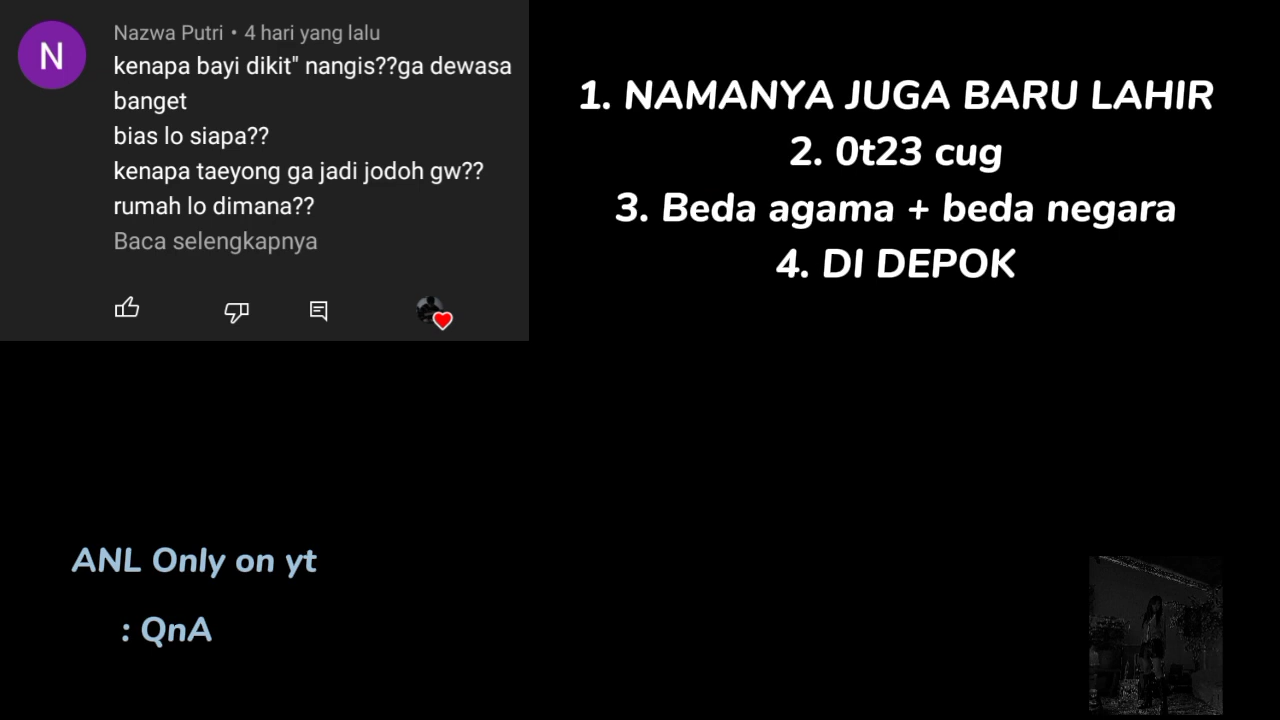 N
Nazwa Putri • 4 hari yang lalu
kenapa bayi dikit" nangis??ga dewasa
banget
bias lo siapa??
kenapa taeyong ga jadi jodoh gw??
rumah lo dimana??
Baca selengkapnya
1. NAMANYA JUGA BARU LAHIR
2. 0t23 cug
3. Beda agama + beda negara
4. DI DEPOK
ANL Only on yt
: QnA